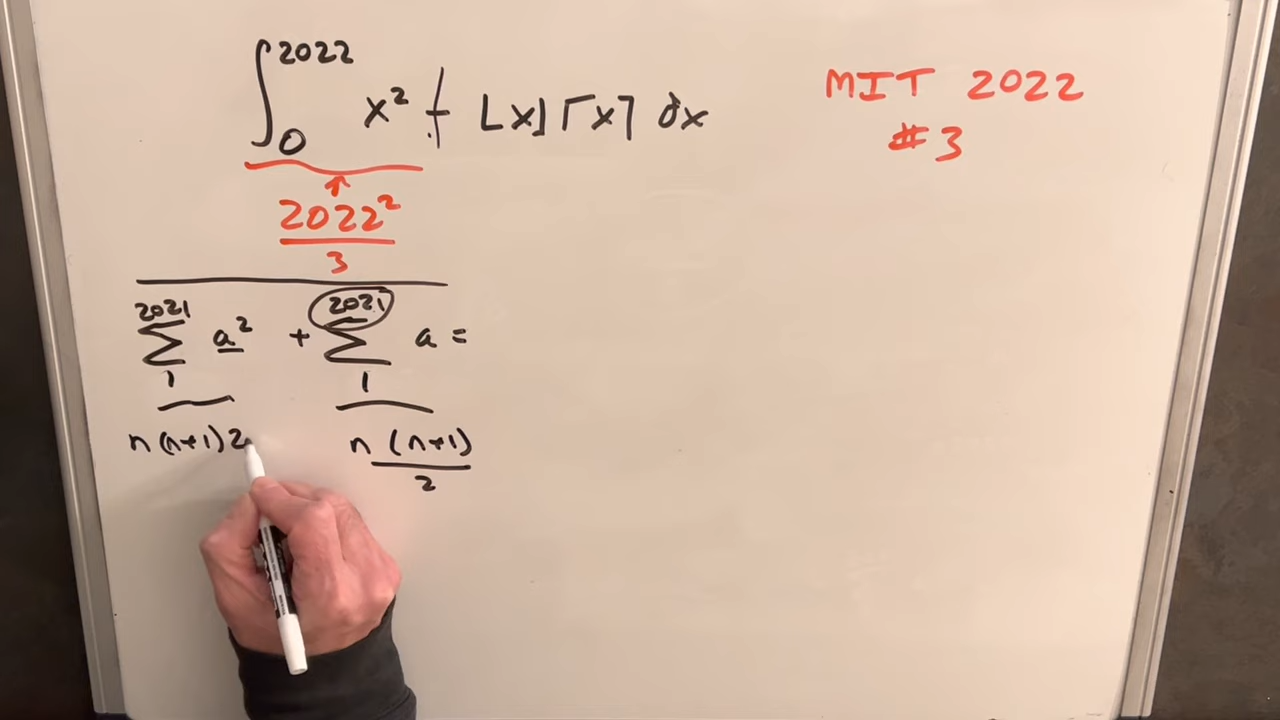 ∫₀²⁰²² x² - ⌊x⌋⌈x⌉ dx
MIT 2022
#3
↑
2022²
3
2021 2021
∑ a² + ∑ a =
1 1
n(n+1)2 n(n+1)
2